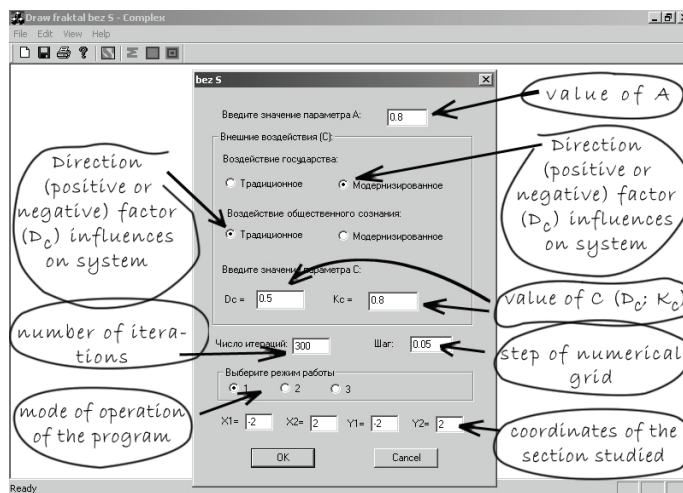 Draw fraktal bez S - Complex
File Edit View Help
bez S
Введите значение параметра А: 0.8
value of A
Внешние воздействия (С):
Воздействие государства:
Традиционное Модернизированное
Воздействие общественного сознания:
Традиционное Модернизированное
Direction
(positive or
negative) factor
(Dc) influences
on system
Direction
(positive or
negative) factor
(Dc) influences
on system
Введите значение параметра С:
Dc = 0.5 Kc = 0.8
value of C (Dc; Kc)
number of itera-
tions
Число итераций: 300 Шаг: 0.05
step of numerical
grid
Выберите режим работы
1 2 3
mode of operation
of the program
X1= -2 X2= 2 Y1= -2 Y2= 2
coordinates of the
section studied
OK Cancel
Ready